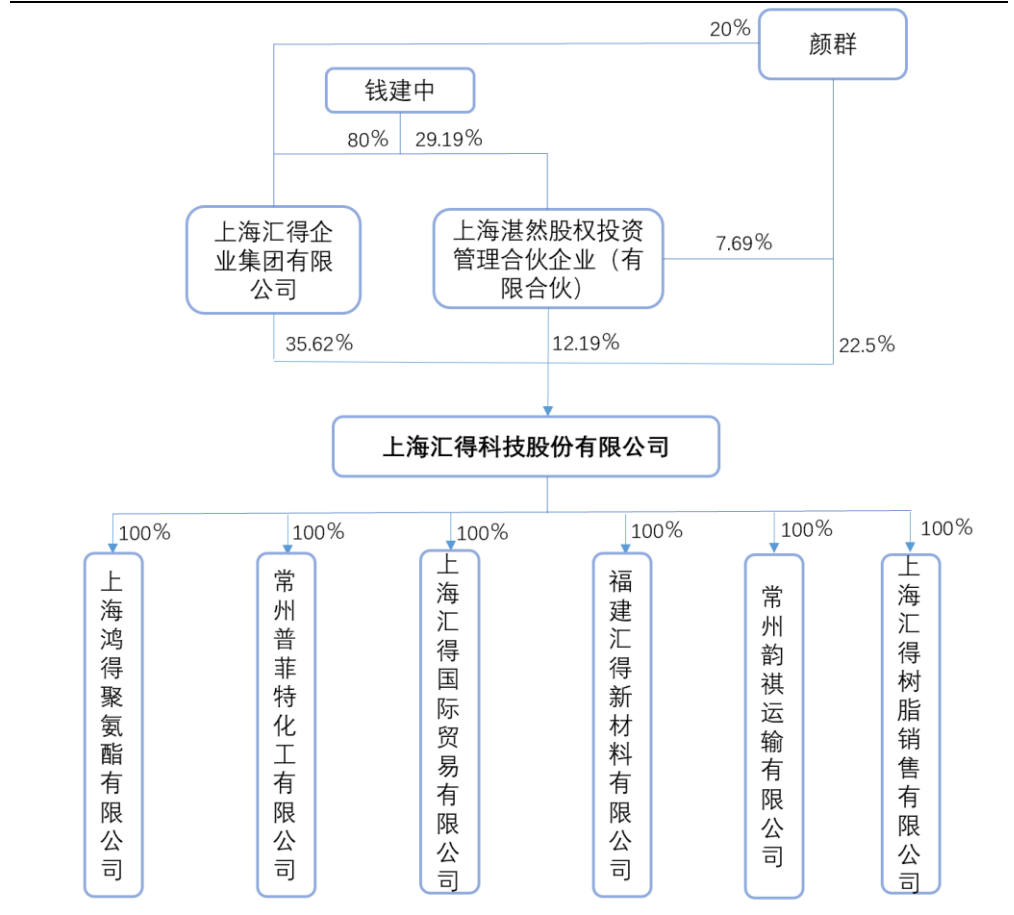 20%
颜群
钱建中
80%
29.19%
上海汇得企
业集团有限
公司
上海湛然股权投资
管理合伙企业（有
限合伙）
7.69%
35.62%
12.19%
22.5%
上海汇得科技股份有限公司
100%
100%
100%
100%
100%
100%
上海鸿得聚氨酯有限公司
常州普菲特化工有限公司
上海汇得国际贸易有限公司
福建汇得新材料有限公司
常州韵祺运输有限公司
上海汇得树脂销售有限公司